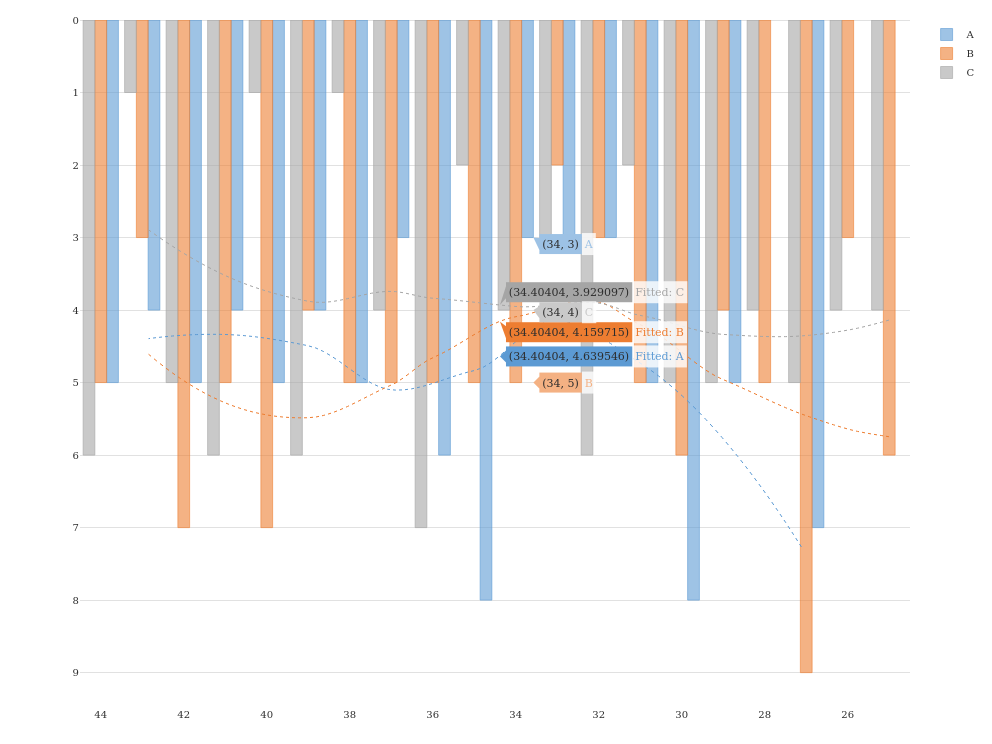 0
1
2
3
4
5
6
7
8
9
A
B
C
(34, 3) A
(34.40404, 3.929097) Fitted: C
(34, 4) C
(34.40404, 4.159715) Fitted: B
(34.40404, 4.639546) Fitted: A
(34, 5) B
44 42 40 38 36 34 32 30 28 26